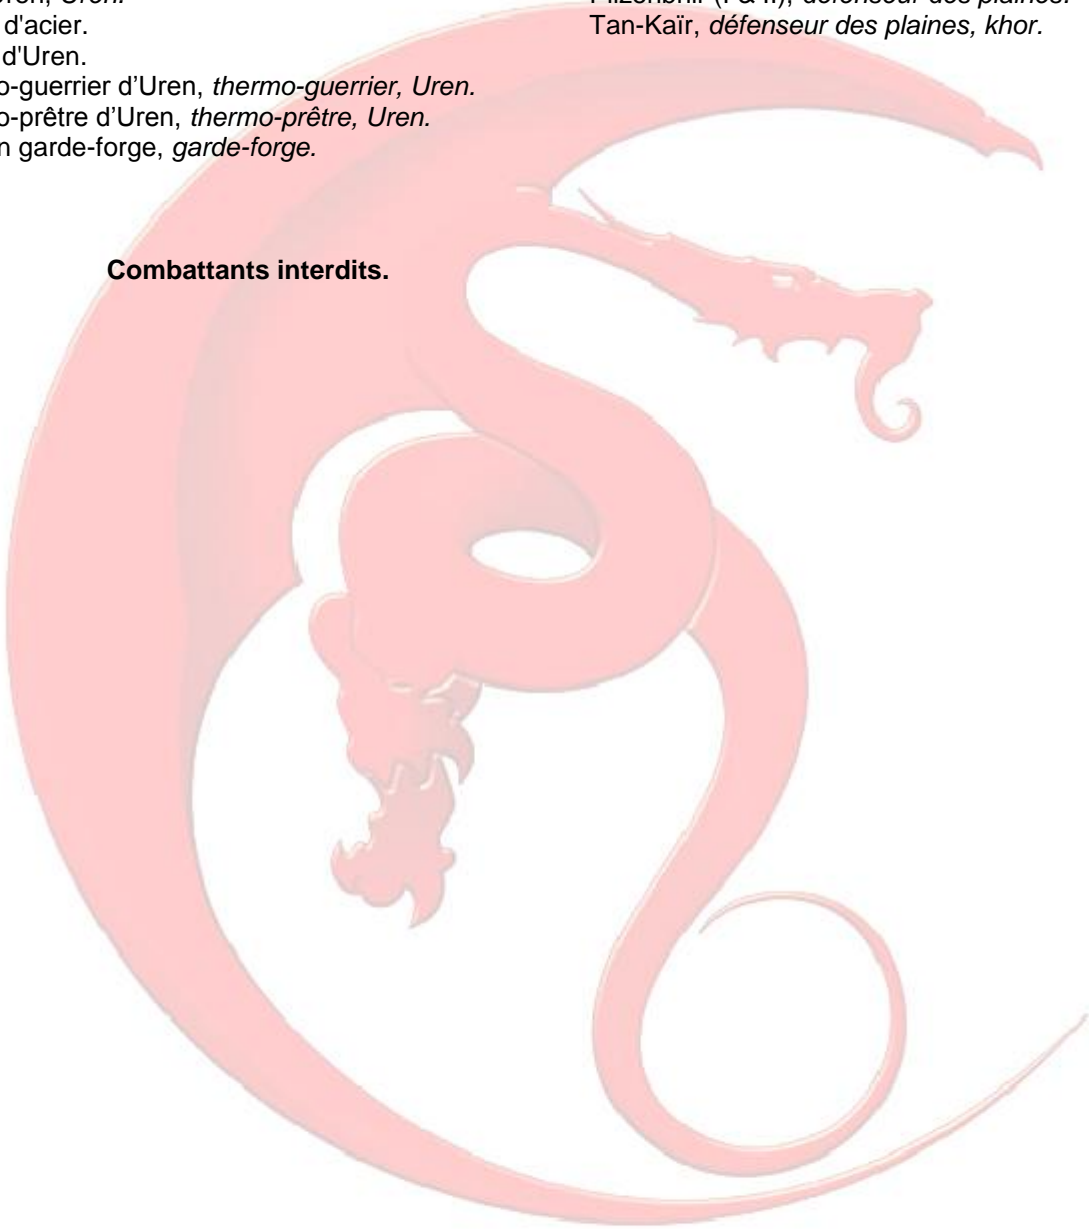 d'acier.
d'Uren.
o-guerrier d'Uren, thermo-guerrier, Uren.
o-prêtre d'Uren, thermo-prêtre, Uren.
n garde-forge, garde-forge.
Tan-Kaïr, défenseur des plaines, khor.
Combattants interdits.